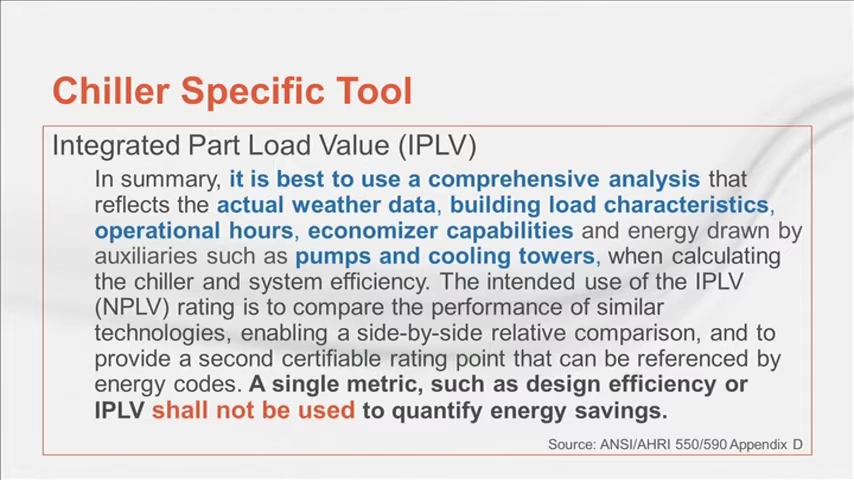 Chiller Specific Tool
Integrated Part Load Value (IPLV)
In summary, it is best to use a comprehensive analysis that
reflects the actual weather data, building load characteristics,
operational hours, economizer capabilities and energy drawn by
auxiliaries such as pumps and cooling towers, when calculating
the chiller and system efficiency. The intended use of the IPLV
(NPLV) rating is to compare the performance of similar
technologies, enabling a side-by-side relative comparison, and to
provide a second certifiable rating point that can be referenced by
energy codes. A single metric, such as design efficiency or
IPLV shall not be used to quantify energy savings.
Source: ANSI/AHRI 550/590 Appendix D